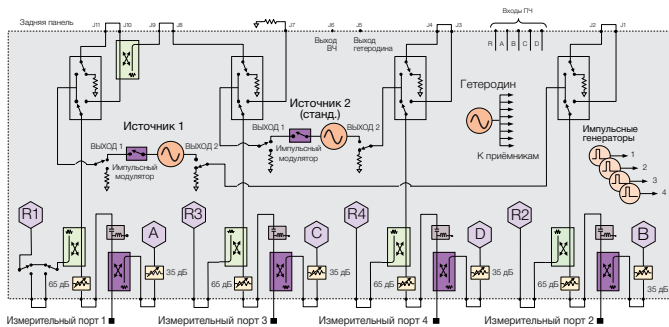 Задняя панель
J11 J10 J9 J8 J7 J6 J5 J4 J3 J2 J1
Выход ВЧ
Выход гетеродина
Входы ПЧ
R A B C D
Источник 1
ВЫХОД 1
ВЫХОД 2
Импульсный модулятор
Источник 2
(станд.)
ВЫХОД 1
ВЫХОД 2
Импульсный модулятор
Гетеродин
К приёмникам
Импульсные
генераторы
1
2
3
4
R1 A R3 C R4 D R2 B
65 дБ 35 дБ 65 дБ 35 дБ 65 дБ 35 дБ 65 дБ 35 дБ
Измерительный порт 1 Измерительный порт 3 Измерительный порт 4 Измерительный порт 2